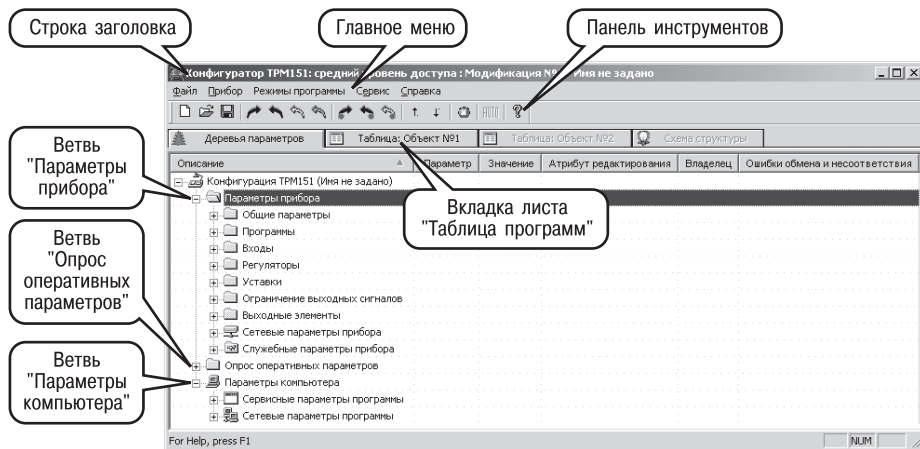 Строка заголовка
Главное меню
Панель инструментов
Конфигуратор ТРМ151: средний уровень доступа : Модификация Имя не задано
Файл Прибор Режимы программы Сервис Справка
AUTO
Деревья параметров
Таблица: Объект №1
Таблица: Объект №2
Схема структуры
Описание
Параметр
Значение
Атрибут редактирования
Владелец
Ошибки обмена и несоответствия
Конфигурация ТРМ151 (Имя не задано)
Параметры прибора
Общие параметры
Программы
Входы
Регуляторы
Уставки
Ограничение выходных сигналов
Выходные элементы
Сетевые параметры прибора
Служебные параметры прибора
Опрос оперативных параметров
Параметры компьютера
Сервисные параметры программы
Сетевые параметры программы
Ветвь
"Параметры
прибора"
Ветвь
"Опрос
оперативных
параметров"
Ветвь
"Параметры
компьютера"
Вкладка листа
"Таблица программ"
For Help, press F1
NUM